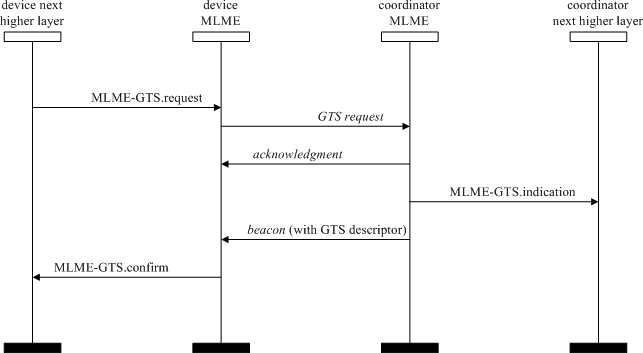 device next
higher layer
device
MLME
coordinator
MLME
coordinator
next higher layer
MLME-GTS.request
GTS request
acknowledgment
MLME-GTS.indication
beacon (with GTS descriptor)
MLME-GTS.confirm